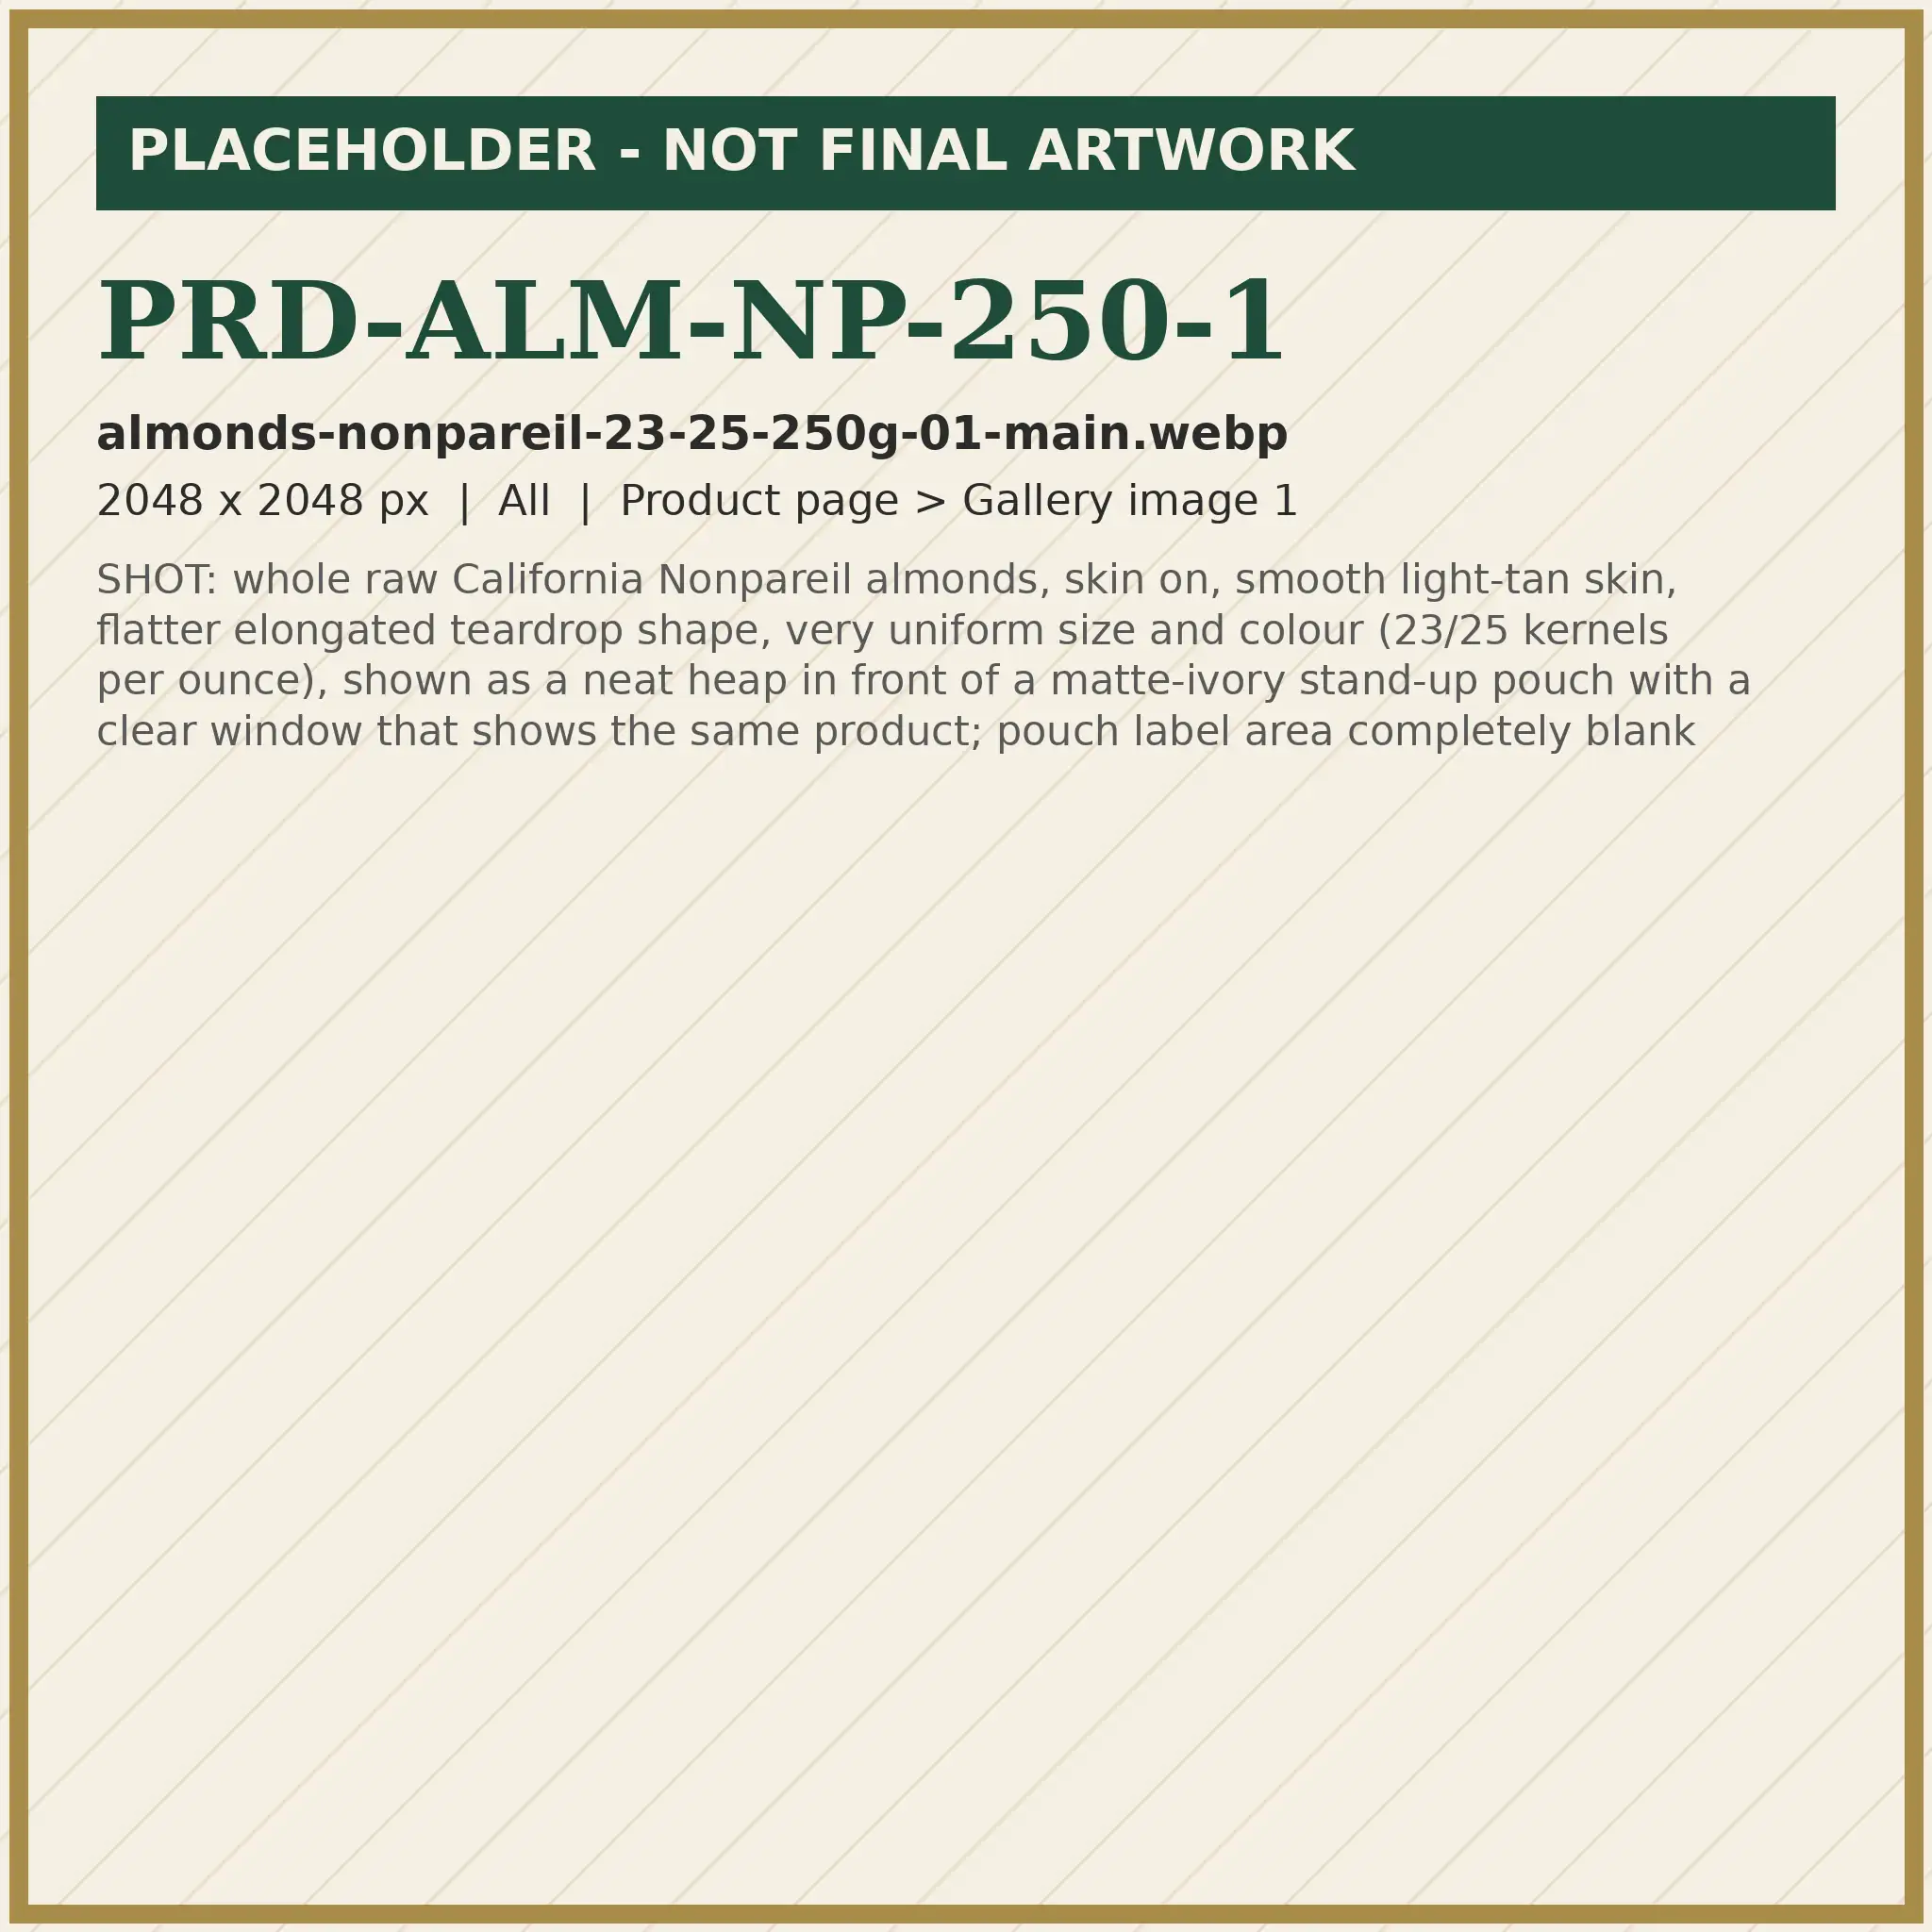 PLACEHOLDER - NOT FINAL ARTWORK
PRD-ALM-NP-250-1
almonds-nonpareil-23-25-250g-01-main.webp
2048 x 2048 px | All | Product page > Gallery image 1
SHOT: whole raw California Nonpareil almonds, skin on, smooth light-tan skin,
flatter elongated teardrop shape, very uniform size and colour (23/25 kernels
per ounce), shown as a neat heap in front of a matte-ivory stand-up pouch with a
clear window that shows the same product; pouch label area completely blank